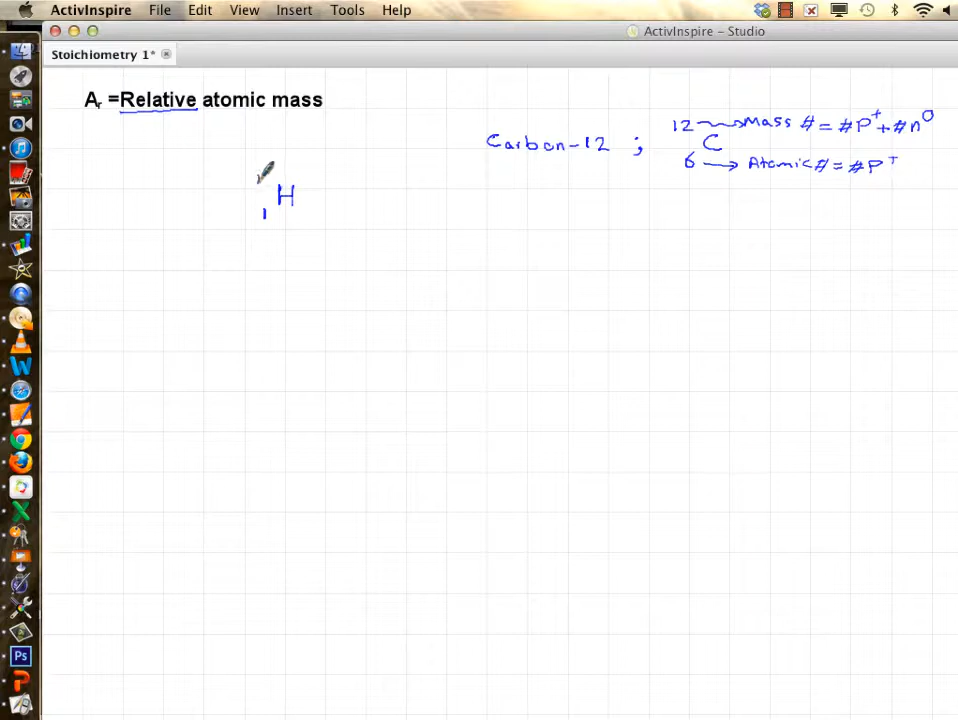 ActivInspire File Edit View Insert Tools Help
ActivInspire – Studio
Stoichiometry 1*
Ar =Relative atomic mass
Carbon-12 ; 12 → Mass # = #P+ + #n0
C
6 → Atomic # = #P+
H
1
W
Ps
P